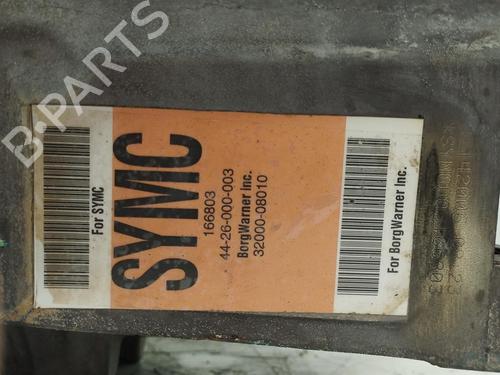 For SYMC
SYMC
166803
44-26-000-003
BorgWarner Inc.
32000-08010
For BorgWarner Inc.
B-PARTS